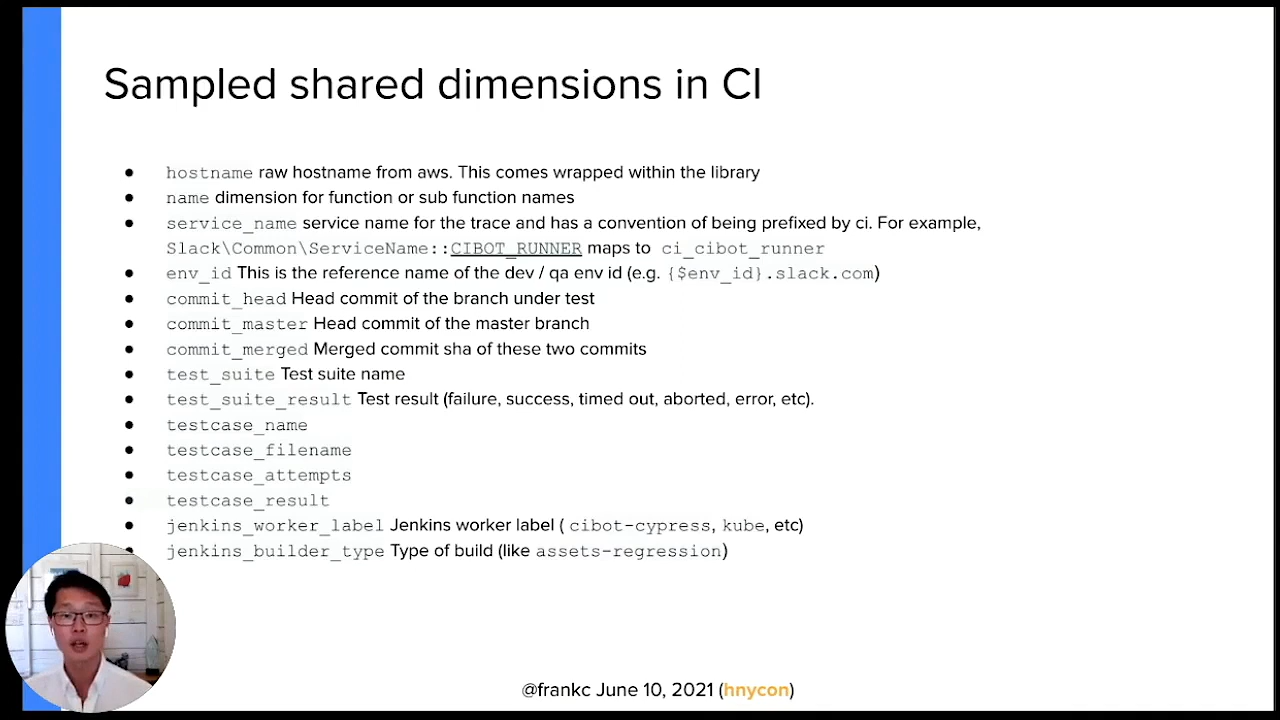 Sampled shared dimensions in CI
● hostname raw hostname from aws. This comes wrapped within the library
● name dimension for function or sub function names
● service_name service name for the trace and has a convention of being prefixed by ci. For example,
Slack\Common\ServiceName::CIBOT_RUNNER maps to ci_cibot_runner
● env_id This is the reference name of the dev / qa env id (e.g. {$env_id}.slack.com)
● commit_head Head commit of the branch under test
● commit_master Head commit of the master branch
● commit_merged Merged commit sha of these two commits
● test_suite Test suite name
● test_suite_result Test result (failure, success, timed out, aborted, error, etc).
● testcase_name
● testcase_filename
● testcase_attempts
● testcase_result
● jenkins_worker_label Jenkins worker label ( cibot-cypress, kube, etc)
● jenkins_builder_type Type of build (like assets-regression)
@frankc June 10, 2021 (hnycon)